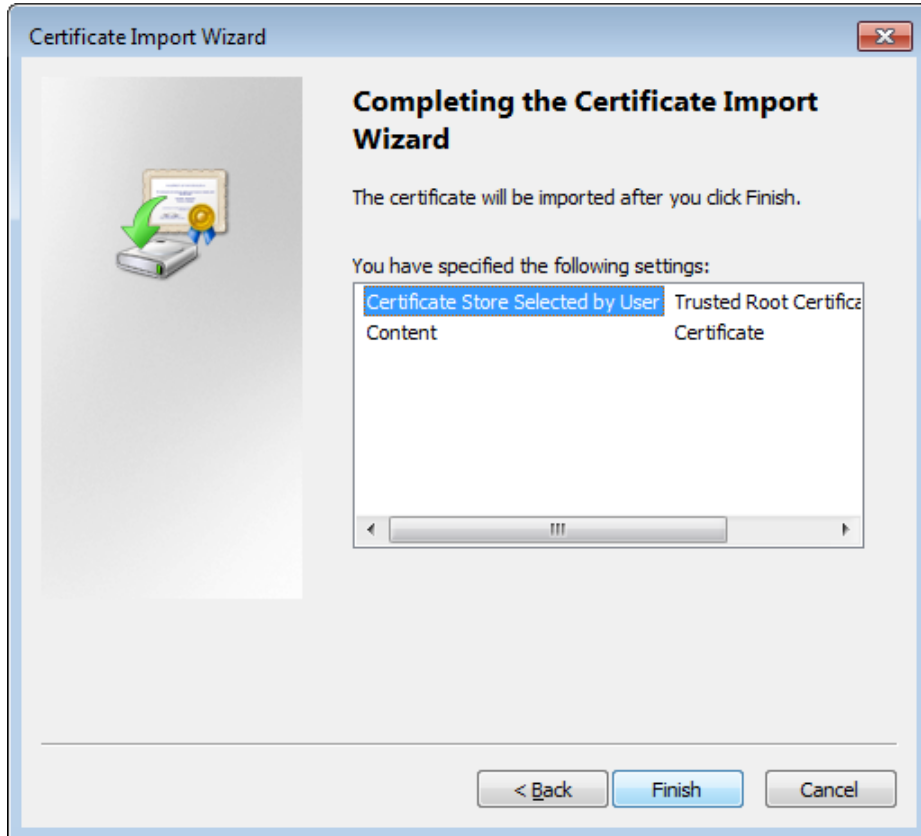 Certificate Import Wizard
Completing the Certificate Import
Wizard
The certificate will be imported after you click Finish.
You have specified the following settings:
Certificate Store Selected by User Trusted Root Certifica
Content Certificate
< Back Finish Cancel